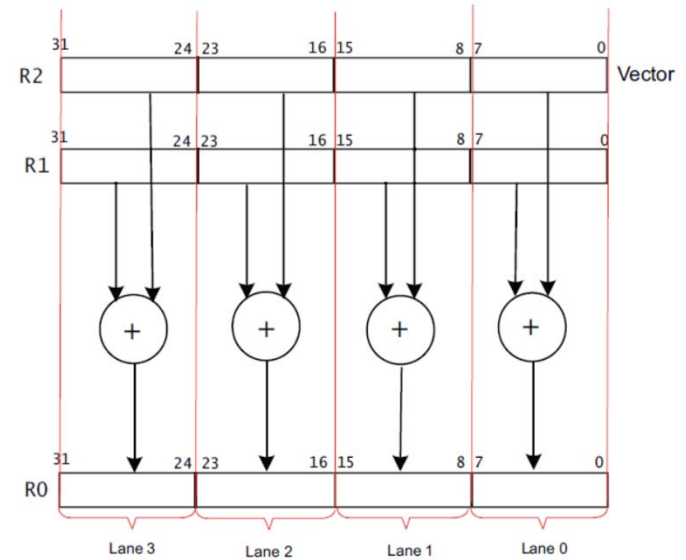 31 24 23 16 15 8 7 0
R2 Vector
31 24 23 16 15 8 7 0
R1
+ + + +
31 24 23 16 15 8 7 0
R0
Lane 3 Lane 2 Lane 1 Lane 0